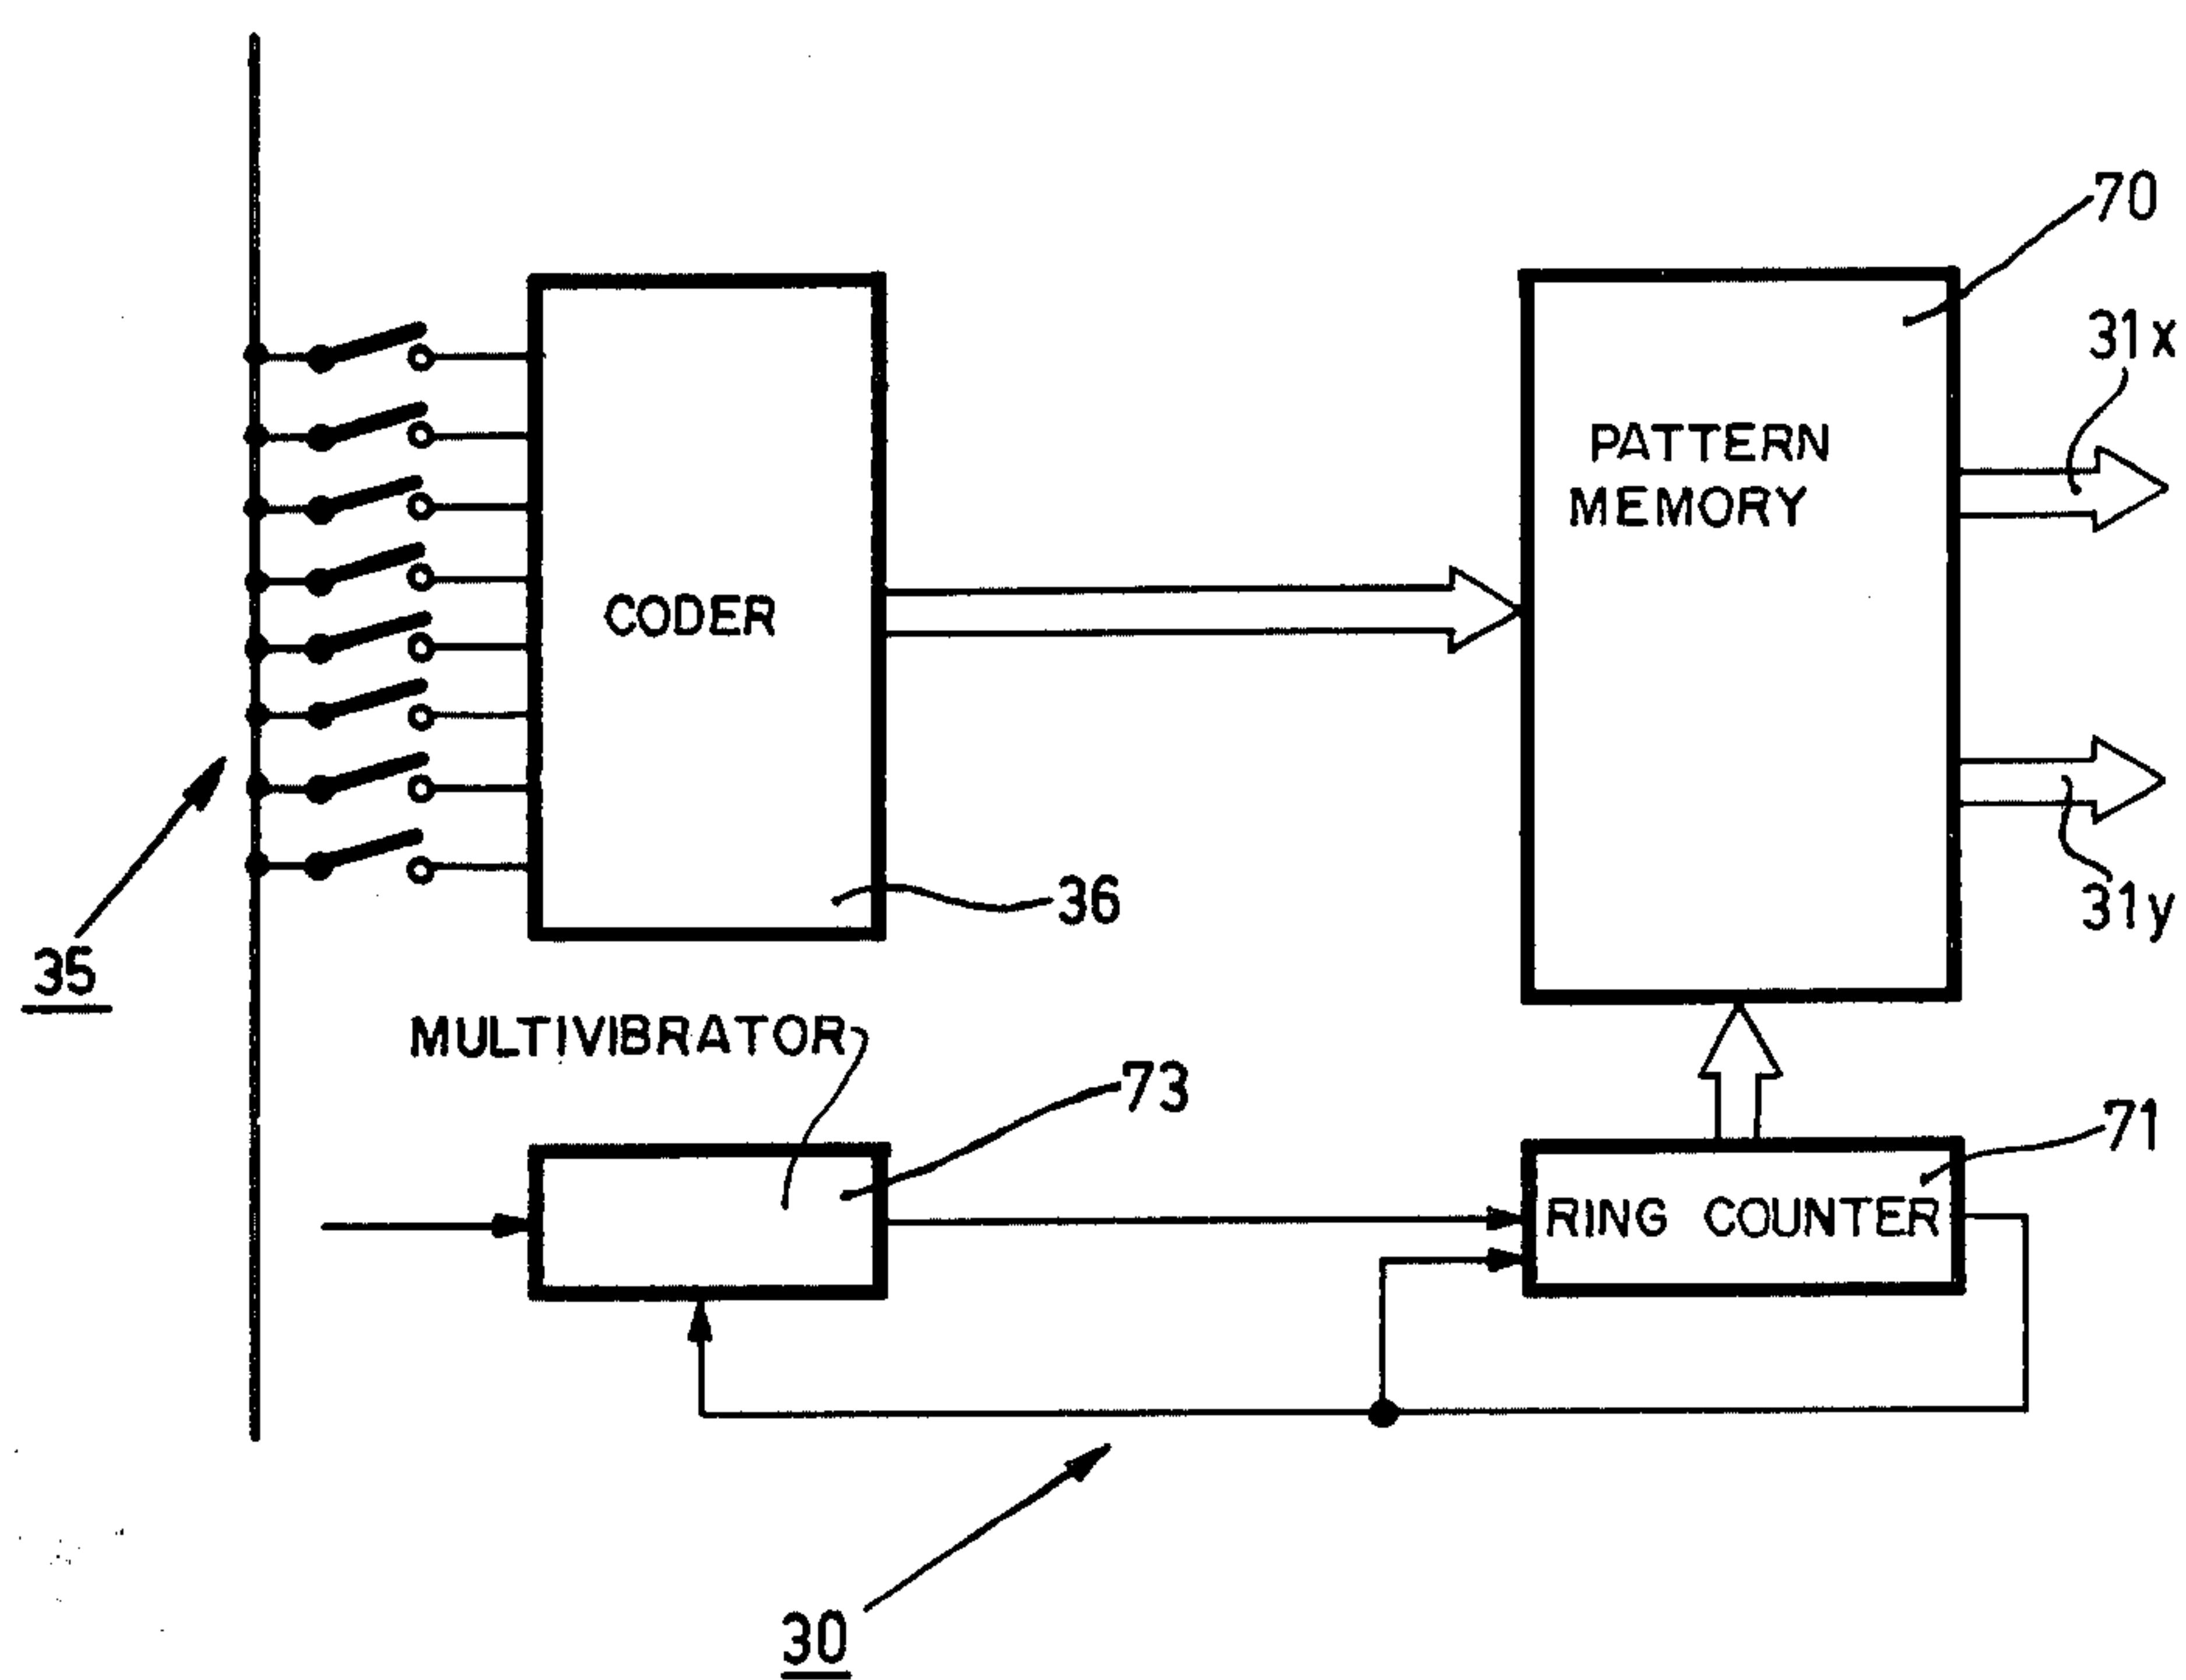 70
31x
PATTERN
MEMORY
CODER
36
31y
35
MULTIVIBRATOR
73
71
RING COUNTER
30